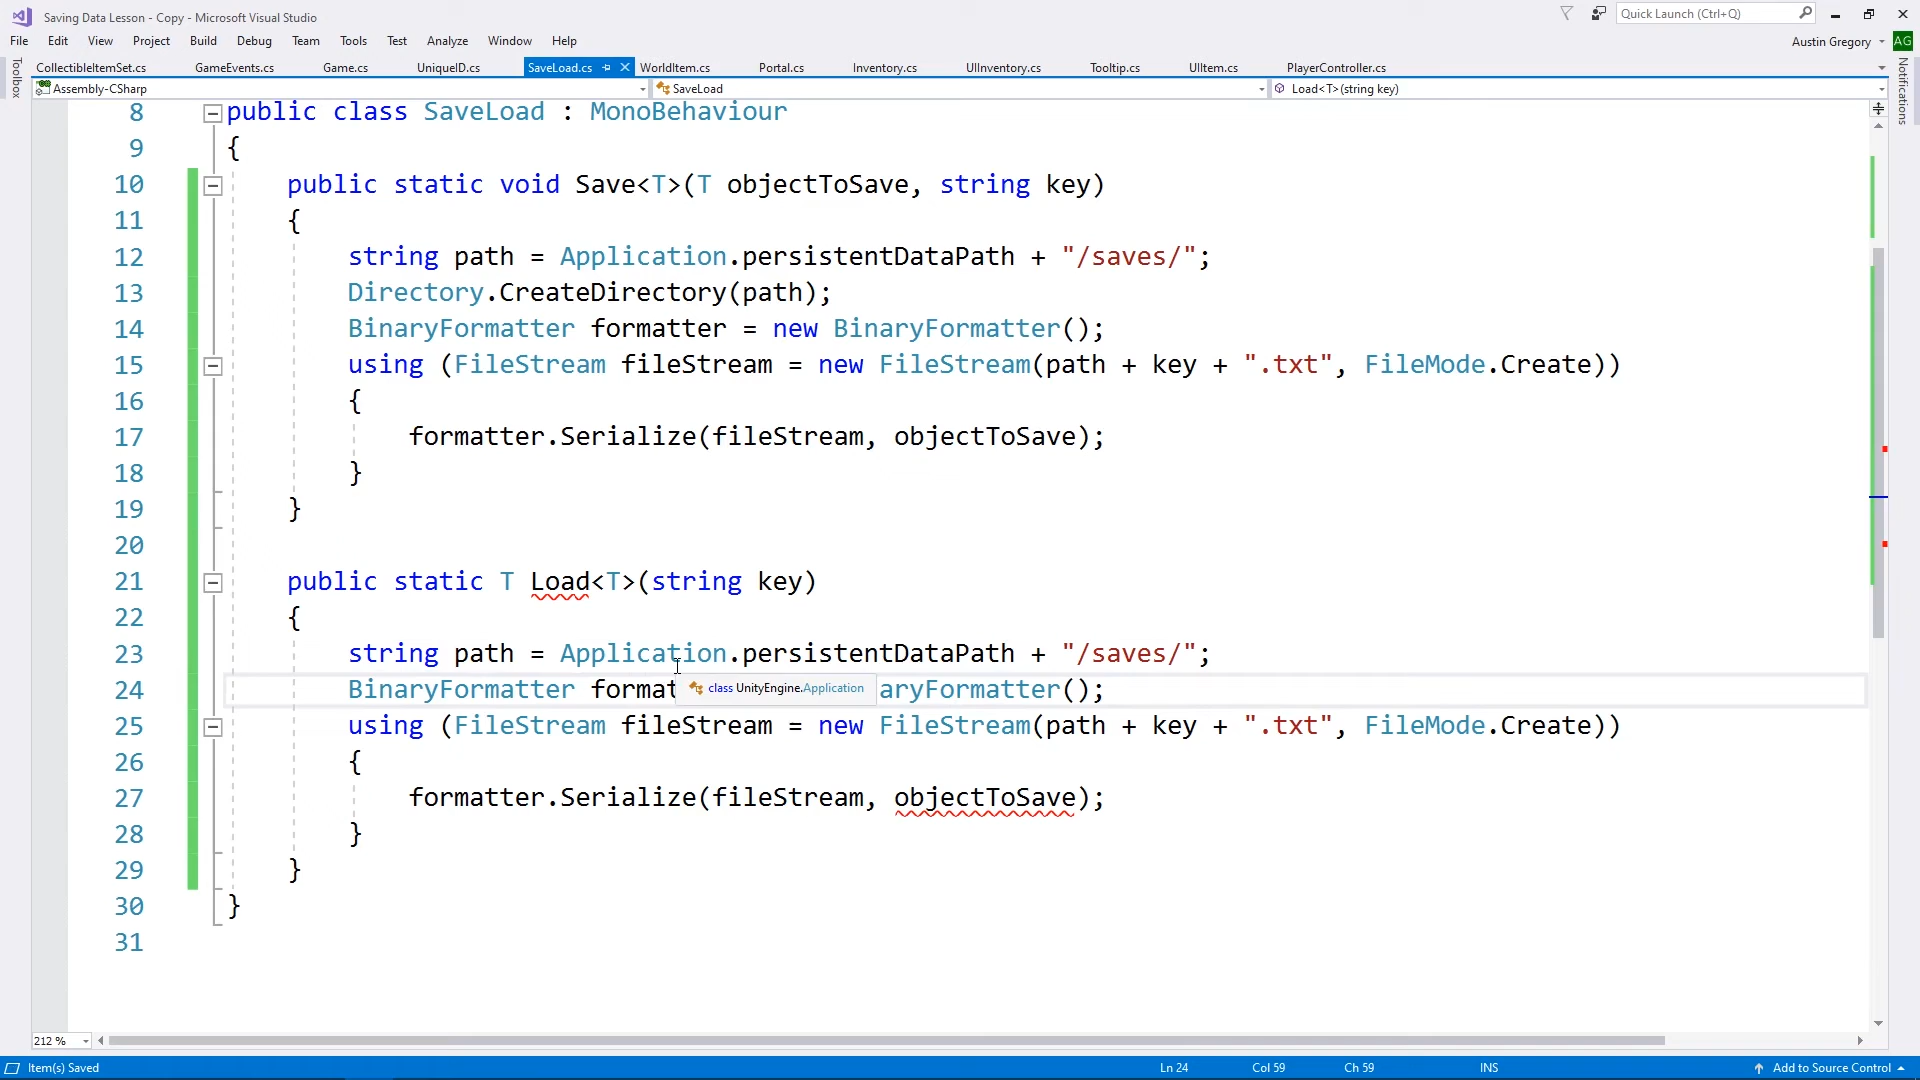 Saving Data Lesson - Copy - Microsoft Visual Studio
Quick Launch (Ctrl+Q)
File Edit View Project Build Debug Team Tools Test Analyze Window Help
Austin Gregory AG
Toolbox
CollectibleItemSet.cs GameEvents.cs Game.cs UniqueID.cs SaveLoad.cs WorldItem.cs Portal.cs Inventory.cs UIInventory.cs Tooltip.cs UIItem.cs PlayerController.cs
Notifications
Assembly-CSharp SaveLoad Load<T>(string key)
8 public class SaveLoad : MonoBehaviour
9 {
10 public static void Save<T>(T objectToSave, string key)
11 {
12 string path = Application.persistentDataPath + "/saves/";
13 Directory.CreateDirectory(path);
14 BinaryFormatter formatter = new BinaryFormatter();
15 using (FileStream fileStream = new FileStream(path + key + ".txt", FileMode.Create))
16 {
17 formatter.Serialize(fileStream, objectToSave);
18 }
19 }
20
21 public static T Load<T>(string key)
22 {
23 string path = Application.persistentDataPath + "/saves/";
24 BinaryFormatter format class UnityEngine.Application aryFormatter();
25 using (FileStream fileStream = new FileStream(path + key + ".txt", FileMode.Create))
26 {
27 formatter.Serialize(fileStream, objectToSave);
28 }
29 }
30 }
31
212 %
Item(s) Saved Ln 24 Col 59 Ch 59 INS Add to Source Control